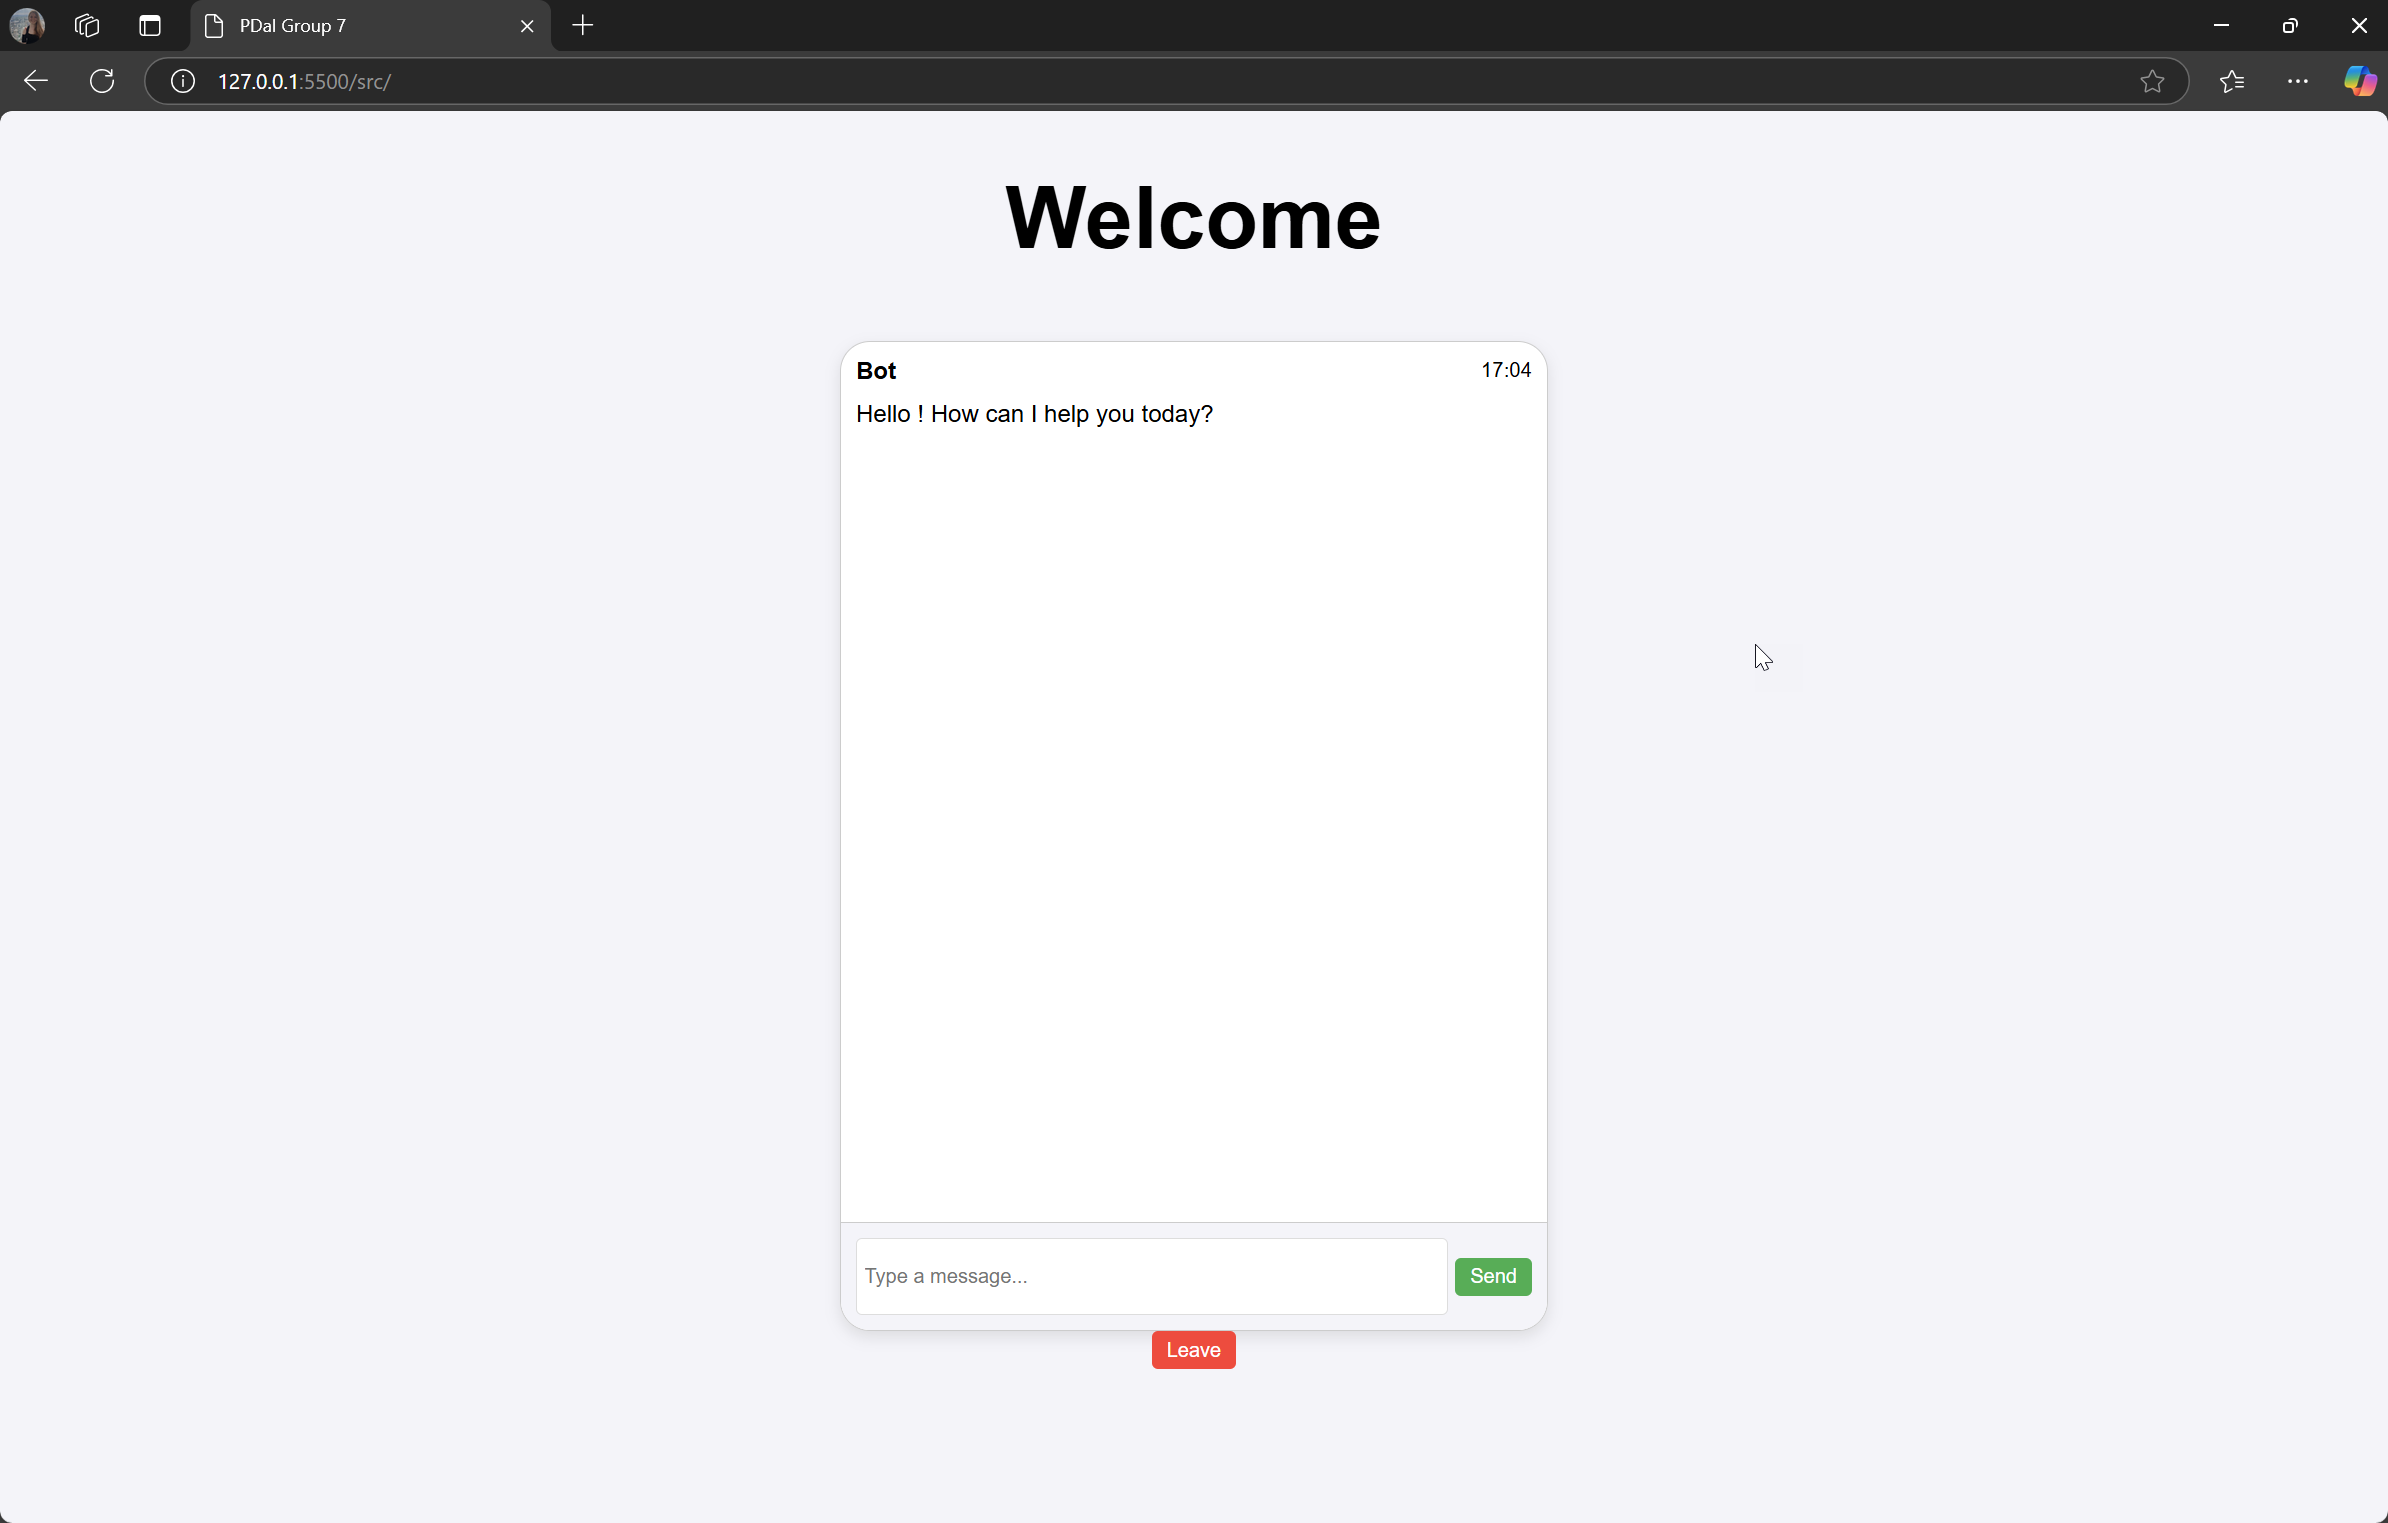 PDal Group 7
127.0.0.1:5500/src/
Welcome
Bot 17:04
Hello ! How can I help you today?
Type a message...
Send
Leave